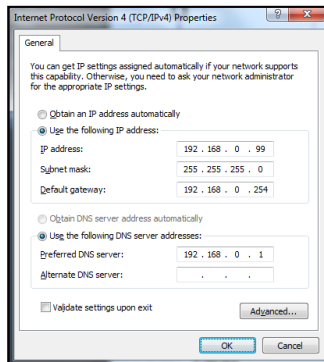 Internet Protocol Version 4 (TCP/IPv4) Properties
General
You can get IP settings assigned automatically if your network supports
this capability. Otherwise, you need to ask your network administrator
for the appropriate IP settings.
Obtain an IP address automatically
Use the following IP address:
IP address: 192 . 168 . 0 . 99
Subnet mask: 255 . 255 . 255 . 0
Default gateway: 192 . 168 . 0 . 254
Obtain DNS server address automatically
Use the following DNS server addresses:
Preferred DNS server: 192 . 168 . 0 . 1
Alternate DNS server: . . .
Validate settings upon exit
Advanced...
OK Cancel